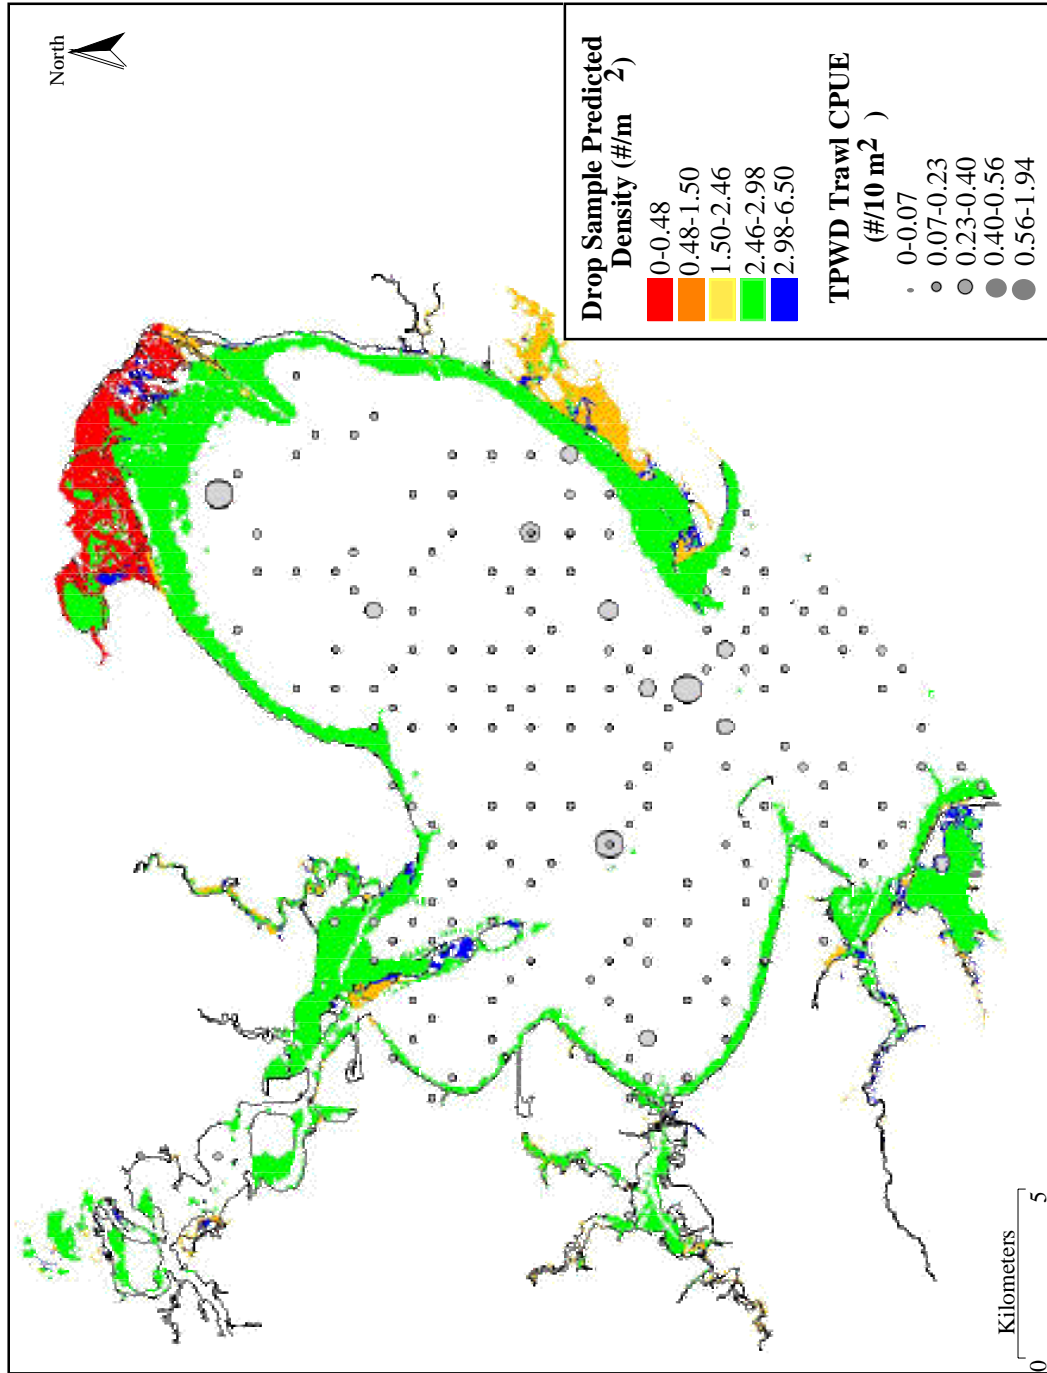 North
Drop Sample Predicted
Density (#/m 2)
0-0.48
0.48-1.50
1.50-2.46
2.46-2.98
2.98-6.50
TPWD Trawl CPUE
(#/10 m2 )
0-0.07
0.07-0.23
0.23-0.40
0.40-0.56
0.56-1.94
Kilometers
0 5